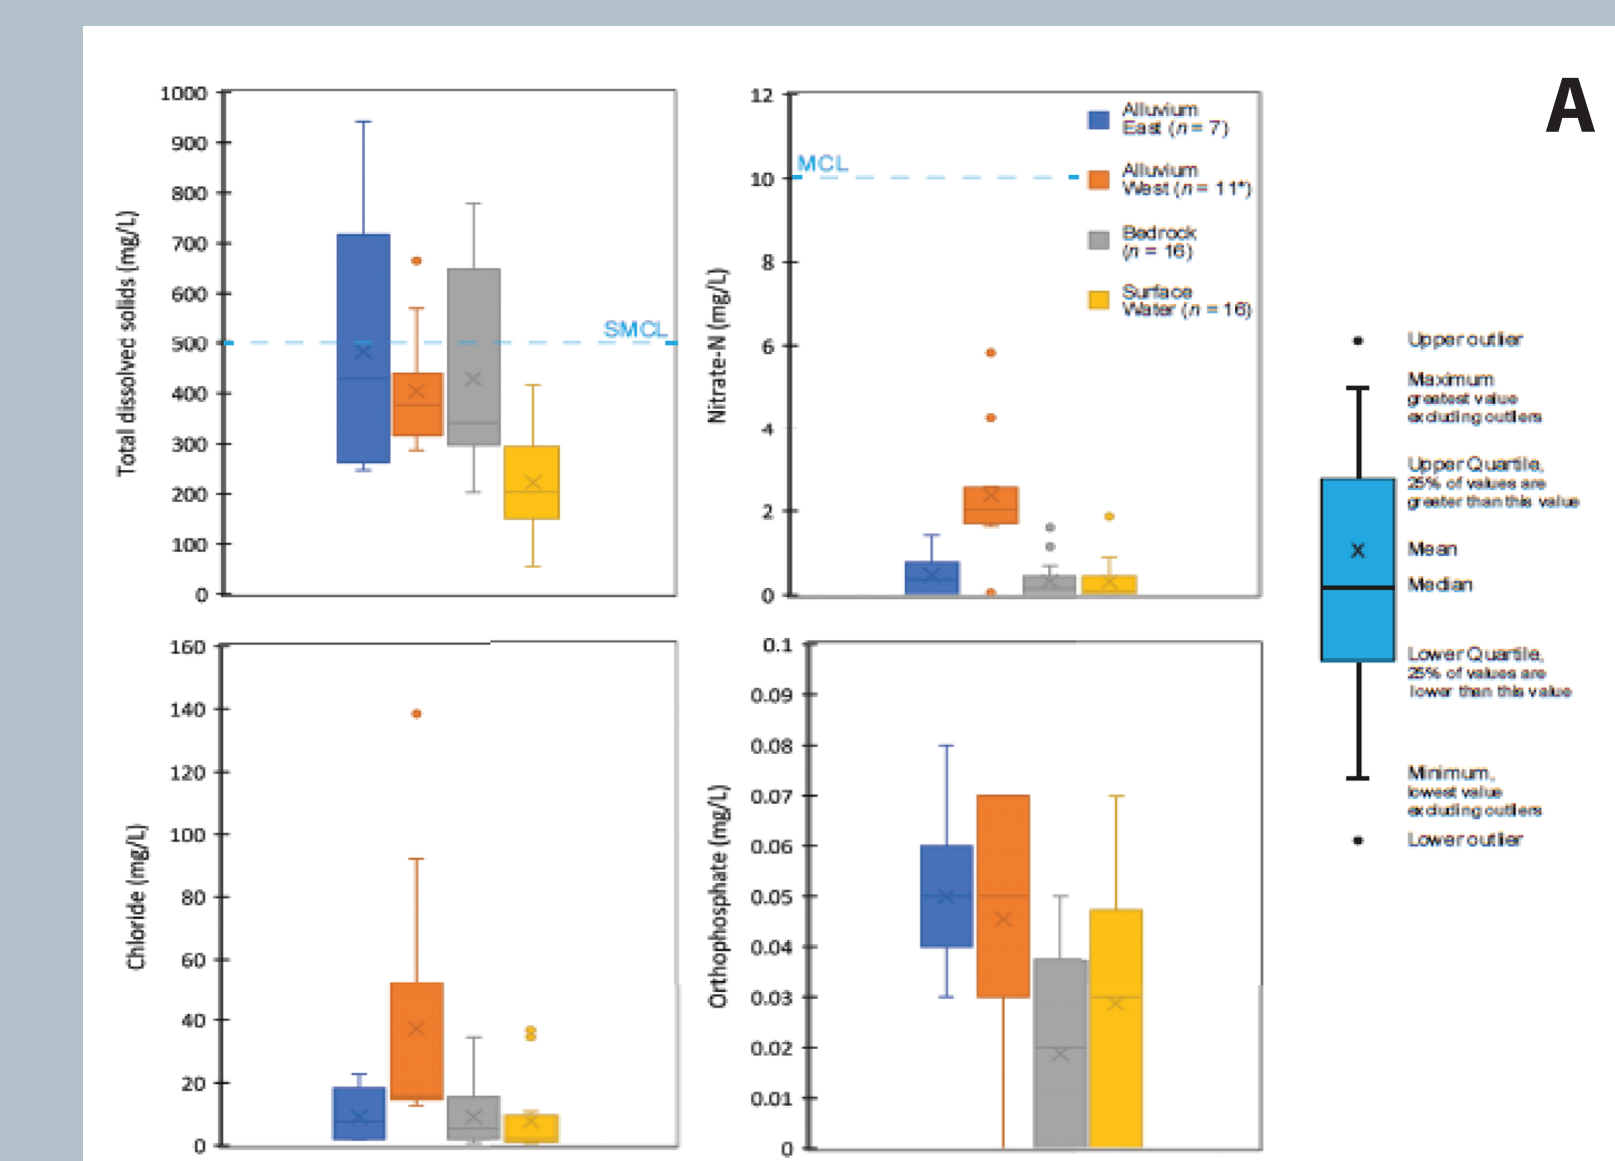 A
1000
900
800
700
600
500
400
300
200
100
0
Total dissolved solids (mg/L)
SMCL
12
10
8
6
4
2
0
Nitrate-N (mg/L)
MCL
Alluvium
East (n = 7)
Alluvium
West (n = 11*)
Bedrock
(n = 16)
Surface
Water (n = 16)
160
140
120
100
80
60
40
20
0
Chloride (mg/L)
0.1
0.09
0.08
0.07
0.06
0.05
0.04
0.03
0.02
0.01
0
Orthophosphate (mg/L)
Upper outlier
Maximum
greatest value
excluding outliers
Upper Quartile,
25% of values are
greater than this value
Mean
Median
Lower Quartile,
25% of values are
lower than this value
Minimum,
lowest value
excluding outliers
Lower outlier